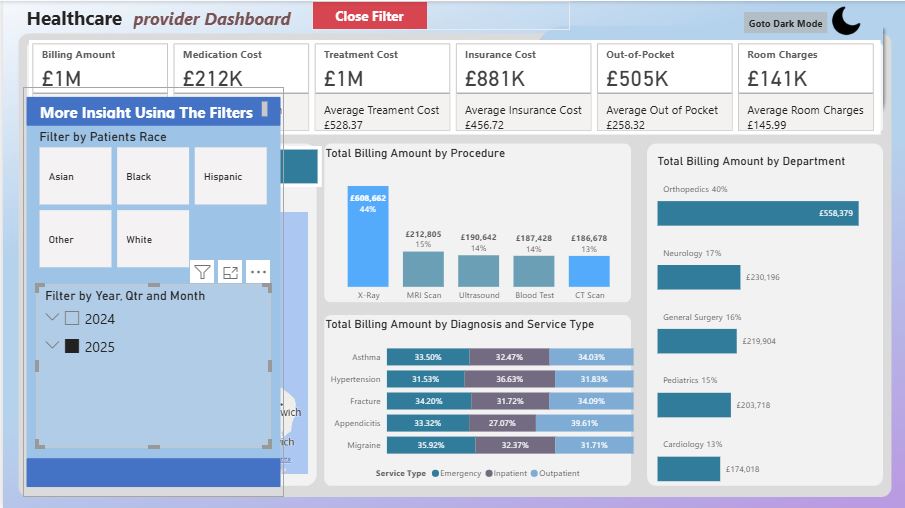 Healthcare provider Dashboard
Close Filter
Goto Dark Mode
Billing Amount
£1M
Medication Cost
£212K
Treatment Cost
£1M
Insurance Cost
£881K
Out-of-Pocket
£505K
Room Charges
£141K
Average Treament Cost
£528.37
Average Insurance Cost
£456.72
Average Out of Pocket
£258.32
Average Room Charges
£145.99
More Insight Using The Filters
Filter by Patients Race
Asian
Black
Hispanic
Other
White
Filter by Year, Qtr and Month
2024
2025
wich
ich
Total Billing Amount by Procedure
£608,662
44%
£212,805
15%
£190,642
14%
£187,428
14%
£186,678
13%
X-Ray
MRI Scan
Ultrasound
Blood Test
CT Scan
Total Billing Amount by Diagnosis and Service Type
Asthma 33.50% 32.47% 34.03%
Hypertension 31.53% 36.63% 31.83%
Fracture 34.20% 31.72% 34.09%
Appendicitis 33.32% 27.07% 39.61%
Migraine 35.92% 32.37% 31.71%
Service Type Emergency Inpatient Outpatient
Total Billing Amount by Department
Orthopedics 40%
£558,379
Neurology 17%
£230,196
General Surgery 16%
£219,904
Pediatrics 15%
£203,718
Cardiology 13%
£174,018